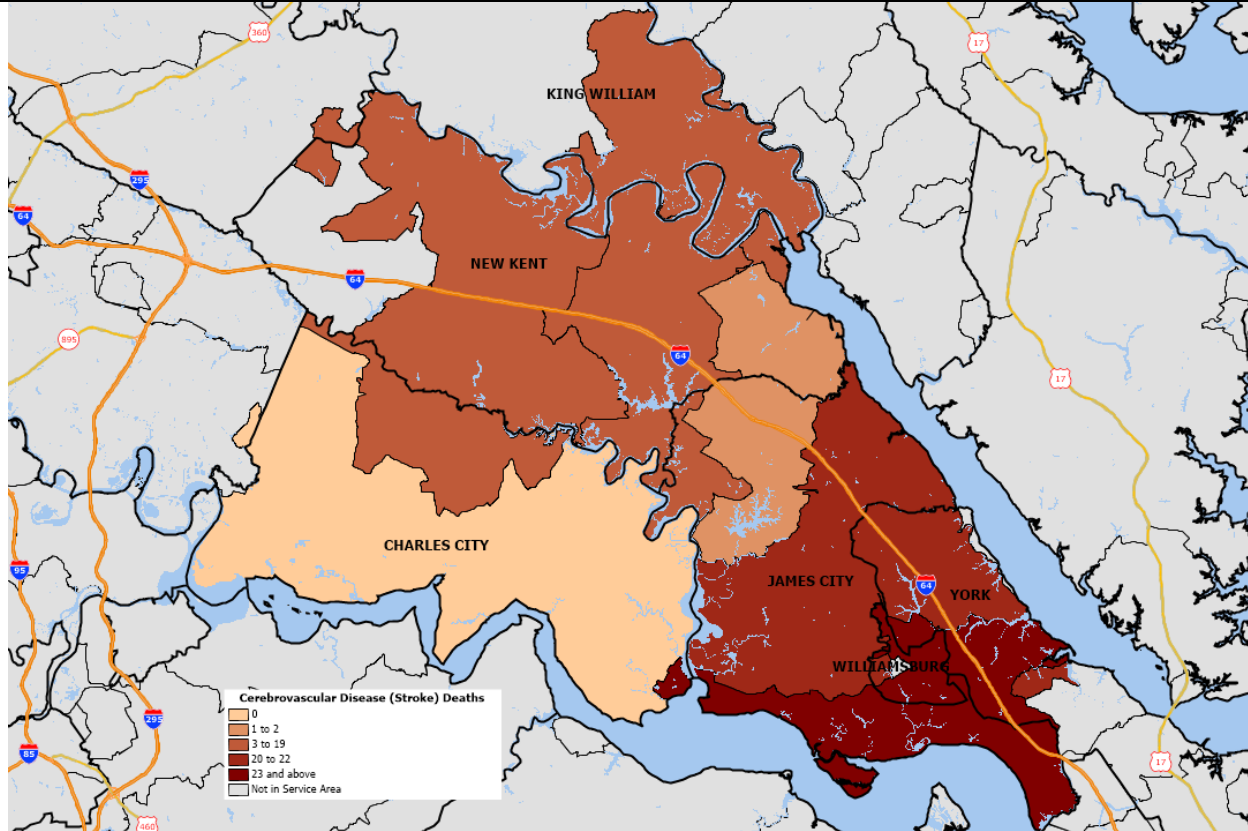 360
17
KING WILLIAM
295
64
NEW KENT
64
895
64
17
CHARLES CITY
95
JAMES CITY
64
YORK
WILLIAMSBURG
Cerebrovascular Disease (Stroke) Deaths
0
1 to 2
3 to 19
20 to 22
23 and above
Not in Service Area
295
85
17
460